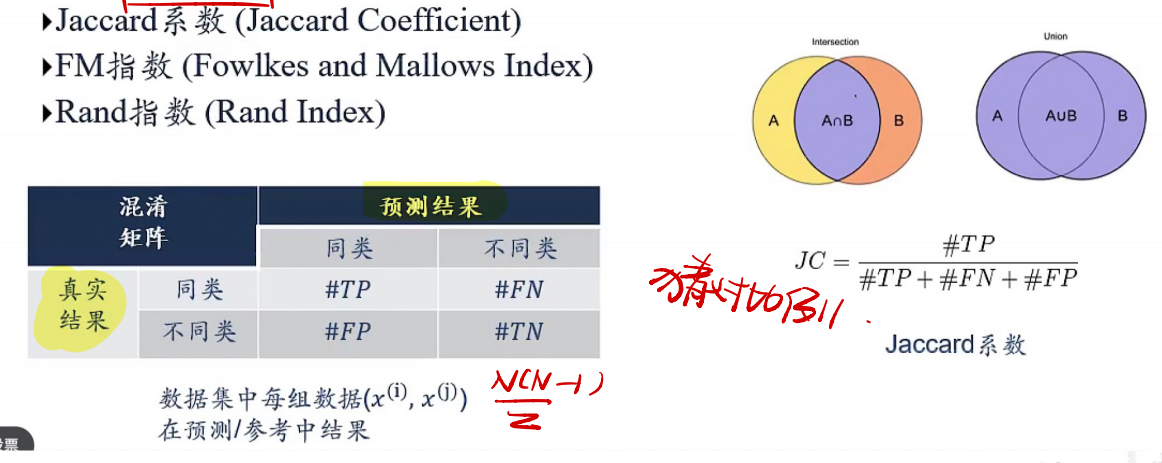 ▸Jaccard系数 (Jaccard Coefficient)
▸FM指数 (Fowlkes and Mallows Index)
▸Rand指数 (Rand Index)
Intersection
A
A∩B
B
Union
A
A∪B
B
混淆矩阵
预测结果
同类
不同类
真实结果
同类
#TP
#FN
不同类
#FP
#TN
JC = #TP / #TP + #FN + #FP
Jaccard系数
数据集中每组数据(x^(i), x^(j))
在预测/参考中结果
N(N-1)
2
投票